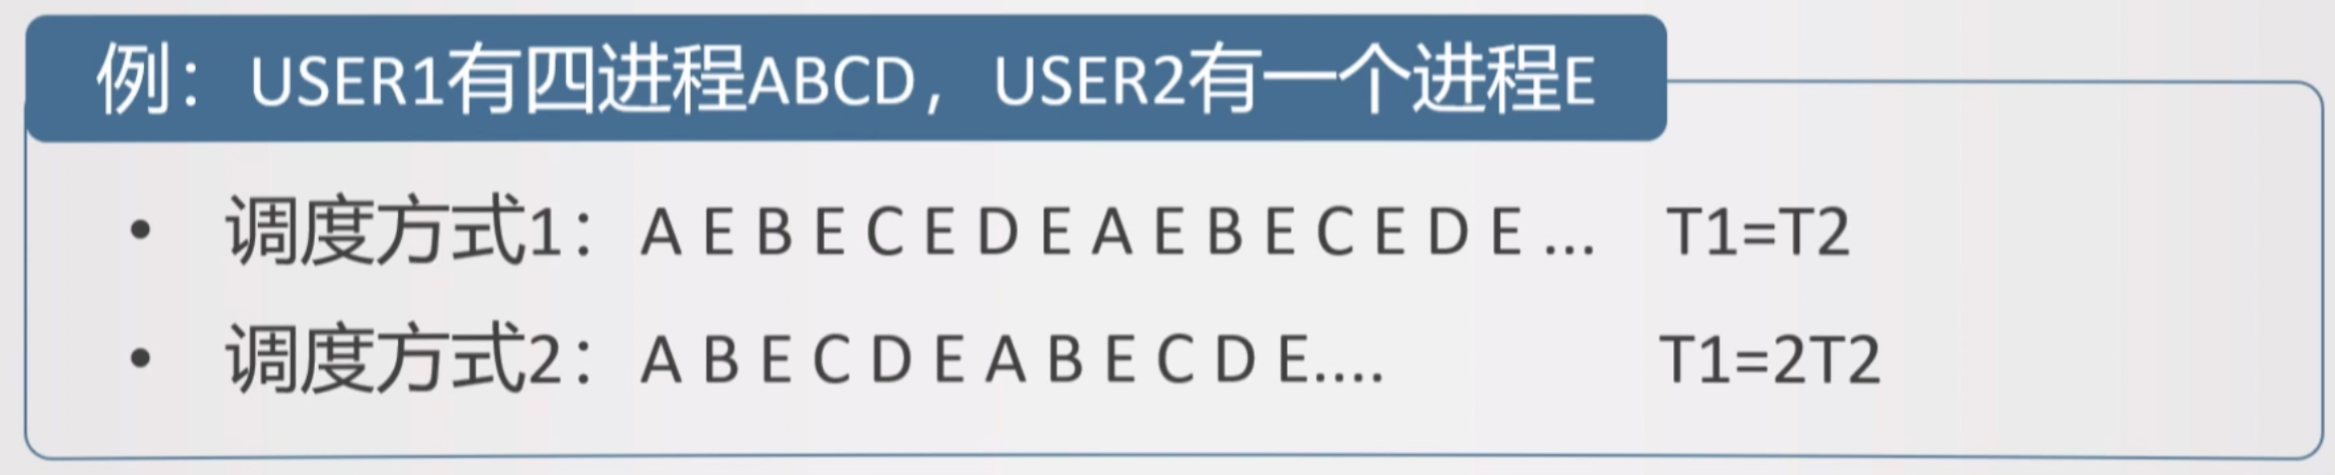 例：USER1有四进程ABCD，USER2有一个进程E
• 调度方式1：A E B E C E D E A E B E C E D E ... T1=T2
• 调度方式2：A B E C D E A B E C D E.... T1=2T2